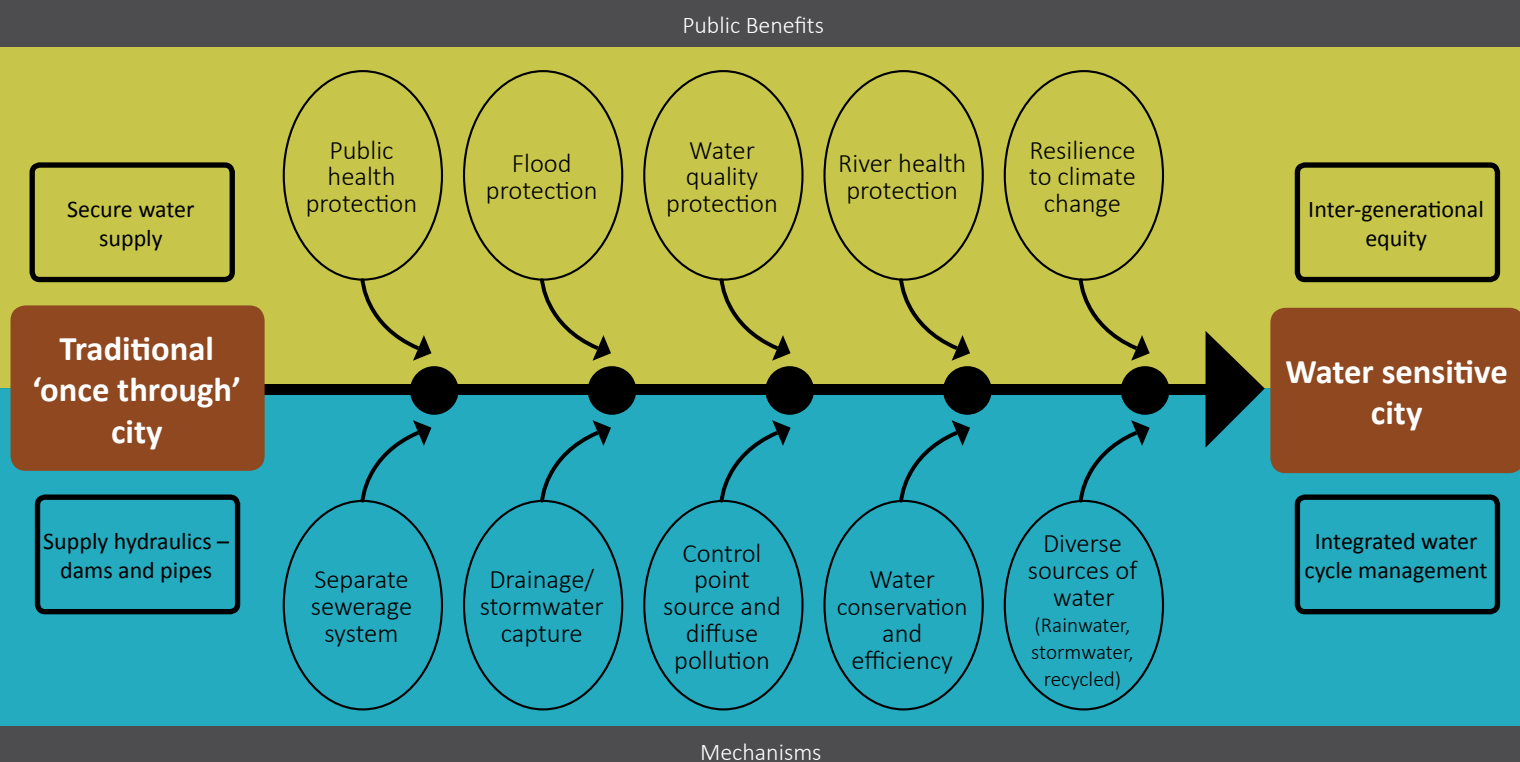 Public Benefits
Secure water
supply
Public
health
protection
Flood
protection
Water
quality
protection
River health
protection
Resilience
to climate
change
Inter-generational
equity
Traditional
‘once through’
city
Water sensitive
city
Supply hydraulics –
dams and pipes
Separate
sewerage
system
Drainage/
stormwater
capture
Control
point
source and
diffuse
pollution
Water
conservation
and
efficiency
Diverse
sources of
water
(Rainwater,
stormwater,
recycled)
Integrated water
cycle management
Mechanisms